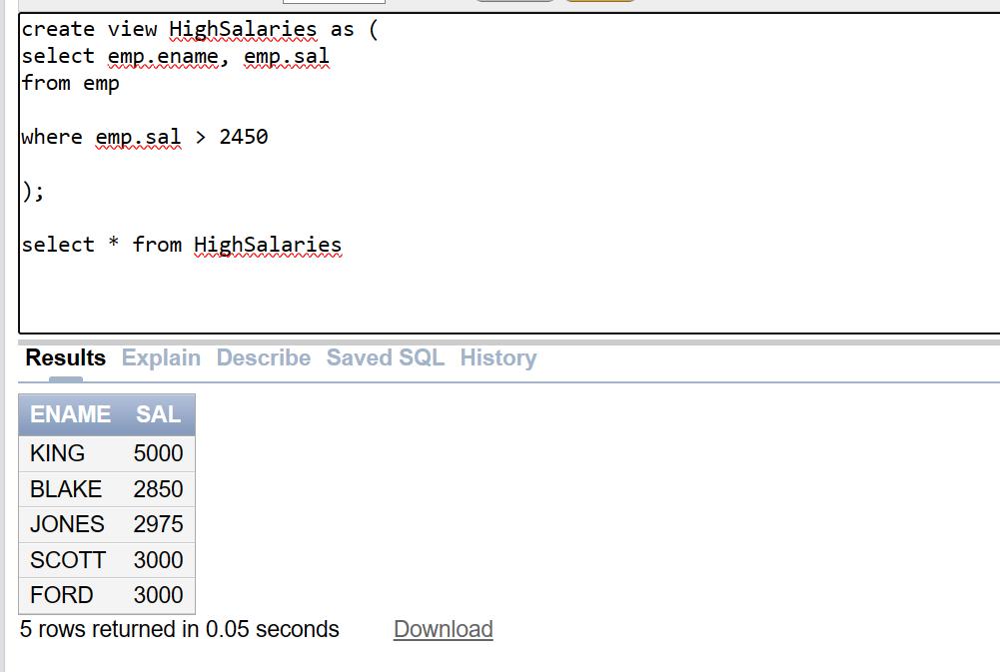 create view HighSalaries as (
select emp.ename, emp.sal
from emp
where emp.sal > 2450
);
select * from HighSalaries
Results Explain Describe Saved SQL History
ENAME SAL
KING 5000
BLAKE 2850
JONES 2975
SCOTT 3000
FORD 3000
5 rows returned in 0.05 seconds Download